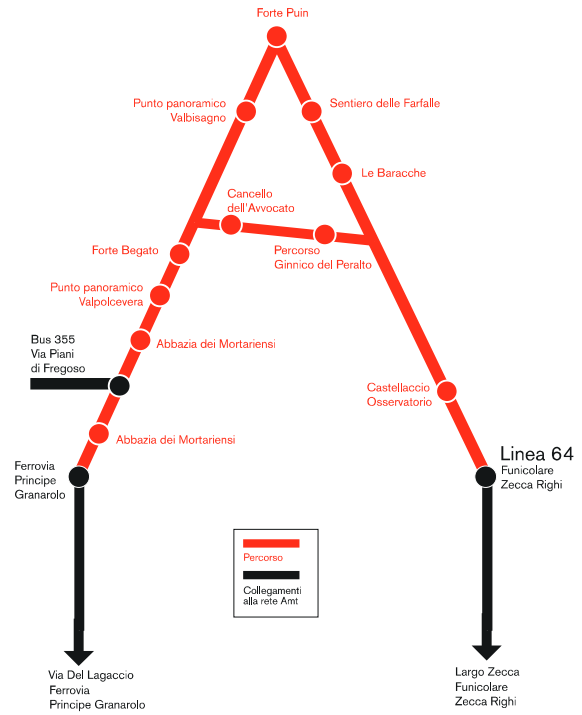 Forte Puin
Punto panoramico
Valbisagno
Sentiero delle Farfalle
Le Baracche
Cancello
dell'Avvocato
Percorso
Ginnico del Peralto
Forte Begato
Punto panoramico
Valpolcevera
Bus 355
Via Piani
di Fregoso
Abbazia dei Mortariensi
Castellaccio
Osservatorio
Abbazia dei Mortariensi
Linea 64
Funicolare
Zecca Righi
Ferrovia
Principe
Granarolo
Percorso
Collegamenti
alla rete Amt
Via Del Lagaccio
Ferrovia
Principe Granarolo
Largo Zecca
Funicolare
Zecca Righi